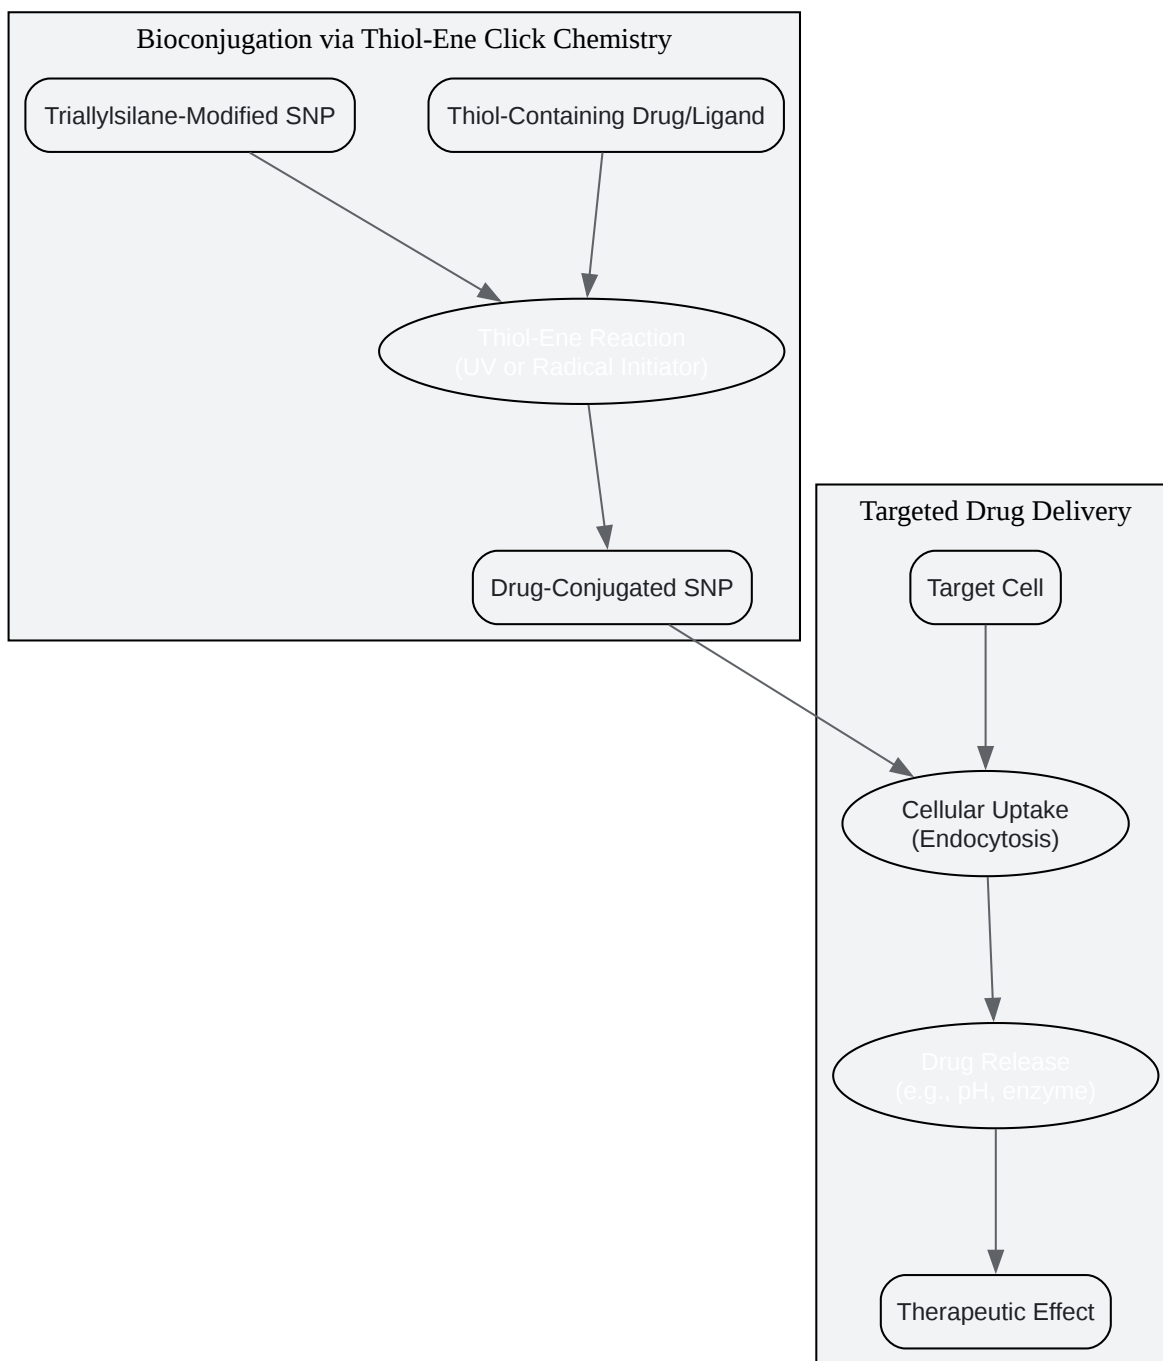 Bioconjugation via Thiol-Ene Click Chemistry
Triallylsilane-Modified SNP
Thiol-Containing Drug/Ligand
Thiol-Ene Reaction
(UV or Radical Initiator)
Drug-Conjugated SNP
Targeted Drug Delivery
Target Cell
Cellular Uptake
(Endocytosis)
Drug Release
(e.g., pH, enzyme)
Therapeutic Effect